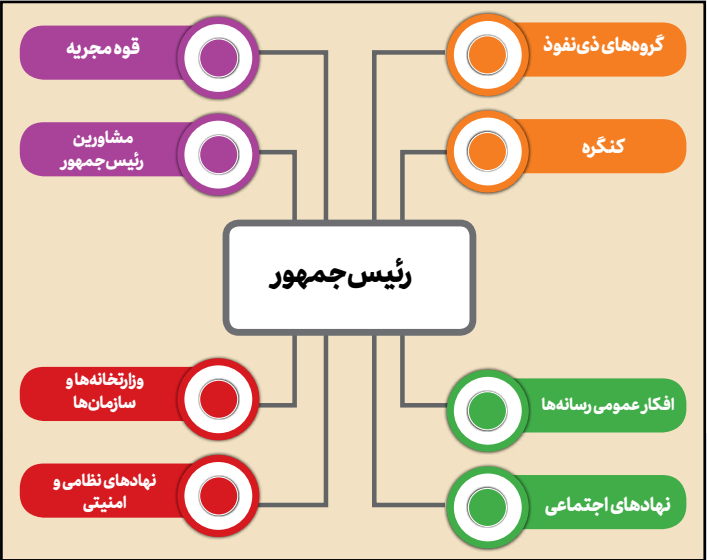 گروه‌های ذی‌نفوذ
کنگره
قوه مجریه
مشاورین
رئیس‌جمهور
رئیس‌جمهور
افکار عمومی رسانه‌ها
نهادهای اجتماعی
وزارتخانه‌ها و
سازمان‌ها
نهادهای نظامی و
امنیتی